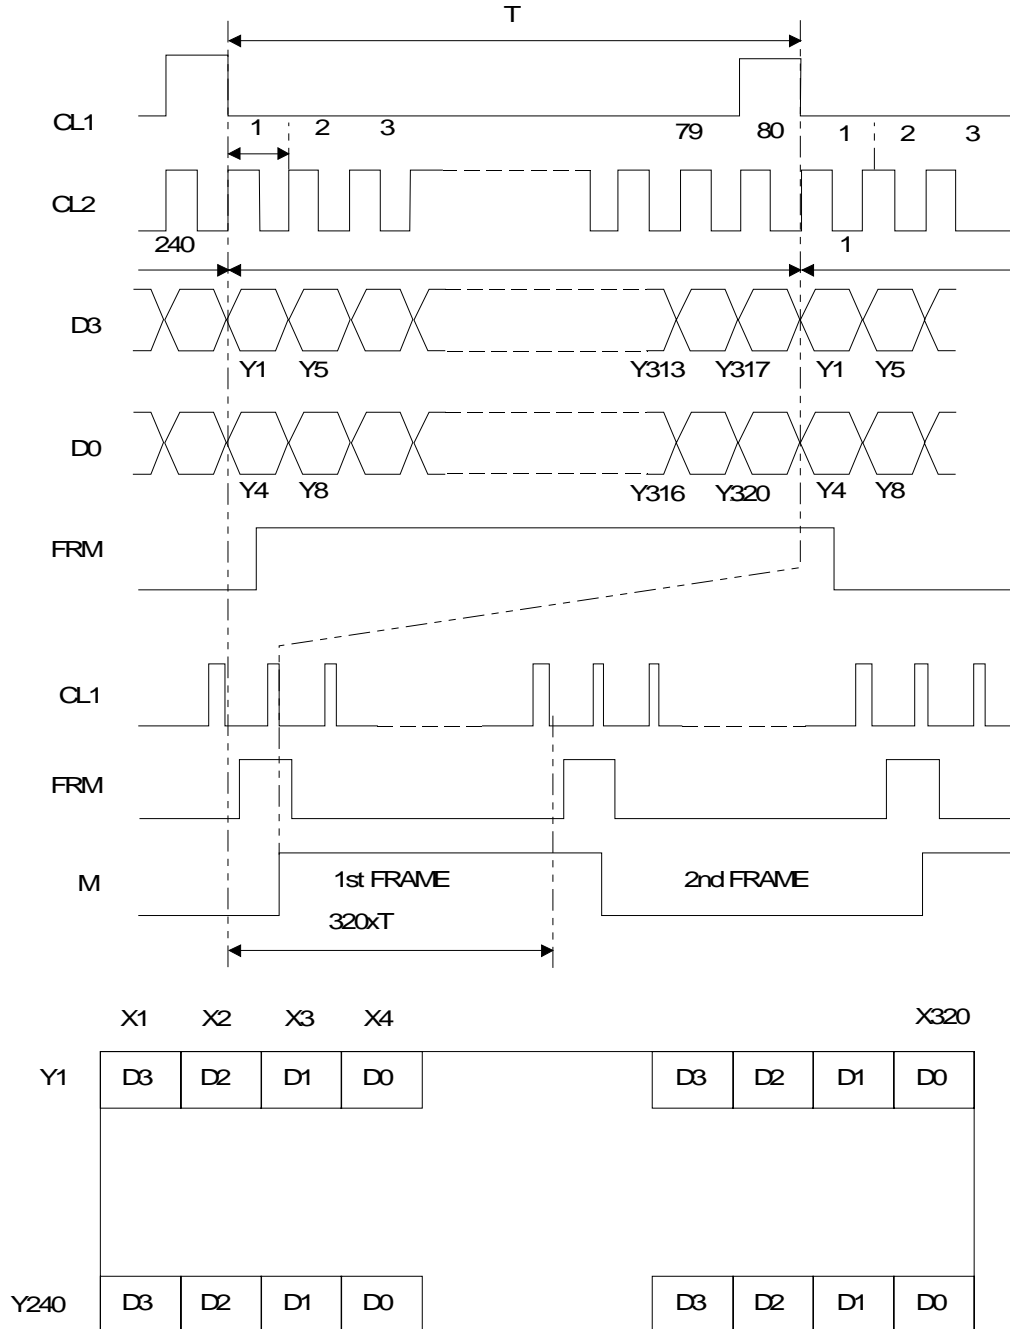 T
CL1
1 2 3 79 80 1 2 3
CL2
240 1
D3
Y1 Y5 Y313 Y317 Y1 Y5
D0
Y4 Y8 Y316 Y320 Y4 Y8
FRM
CL1
FRM
M 1st FRAME 2nd FRAME
320xT
X1 X2 X3 X4 X320
Y1 D3 D2 D1 D0 D3 D2 D1 D0
Y240 D3 D2 D1 D0 D3 D2 D1 D0